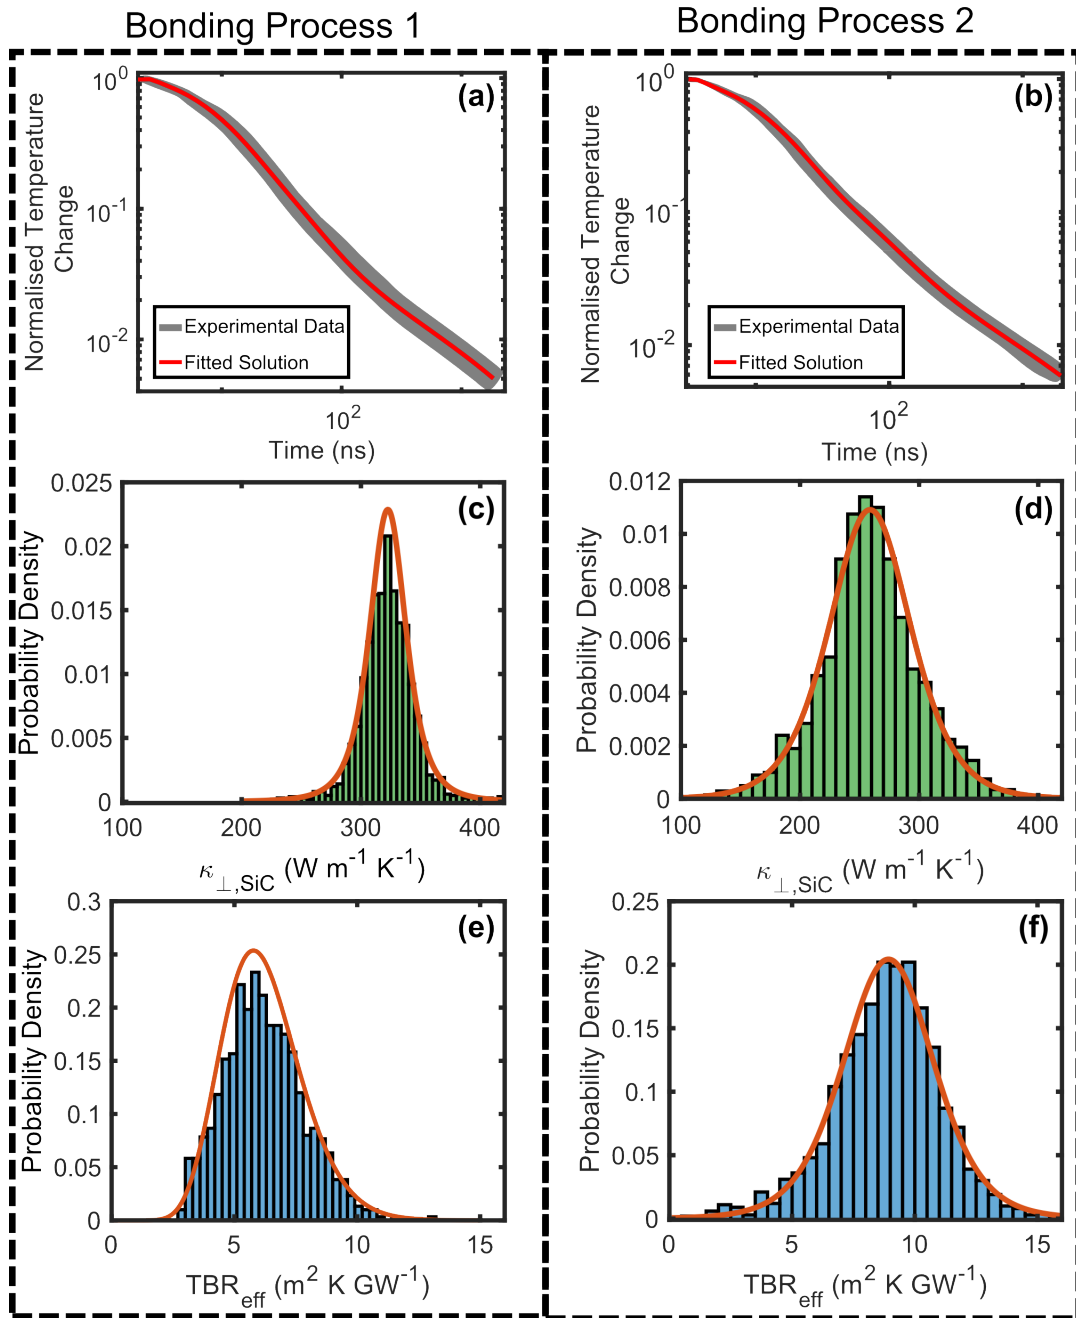 Bonding Process 1
Bonding Process 2
(a)
10^0
10^-1
10^-2
Normalised Temperature
Change
Experimental Data
Fitted Solution
10^2
Time (ns)
(b)
10^0
10^-1
10^-2
Normalised Temperature
Change
Experimental Data
Fitted Solution
10^2
Time (ns)
(c)
0.025
0.02
0.015
0.01
0.005
0
Probability Density
100 200 300 400
κ⊥,SiC (W m^-1 K^-1)
(d)
0.012
0.01
0.008
0.006
0.004
0.002
0
Probability Density
100 200 300 400
κ⊥,SiC (W m^-1 K^-1)
(e)
0.3
0.25
0.2
0.15
0.1
0.05
0
Probability Density
0 5 10 15
TBR_eff (m^2 K GW^-1)
(f)
0.25
0.2
0.15
0.1
0.05
0
Probability Density
0 5 10 15
TBR_eff (m^2 K GW^-1)